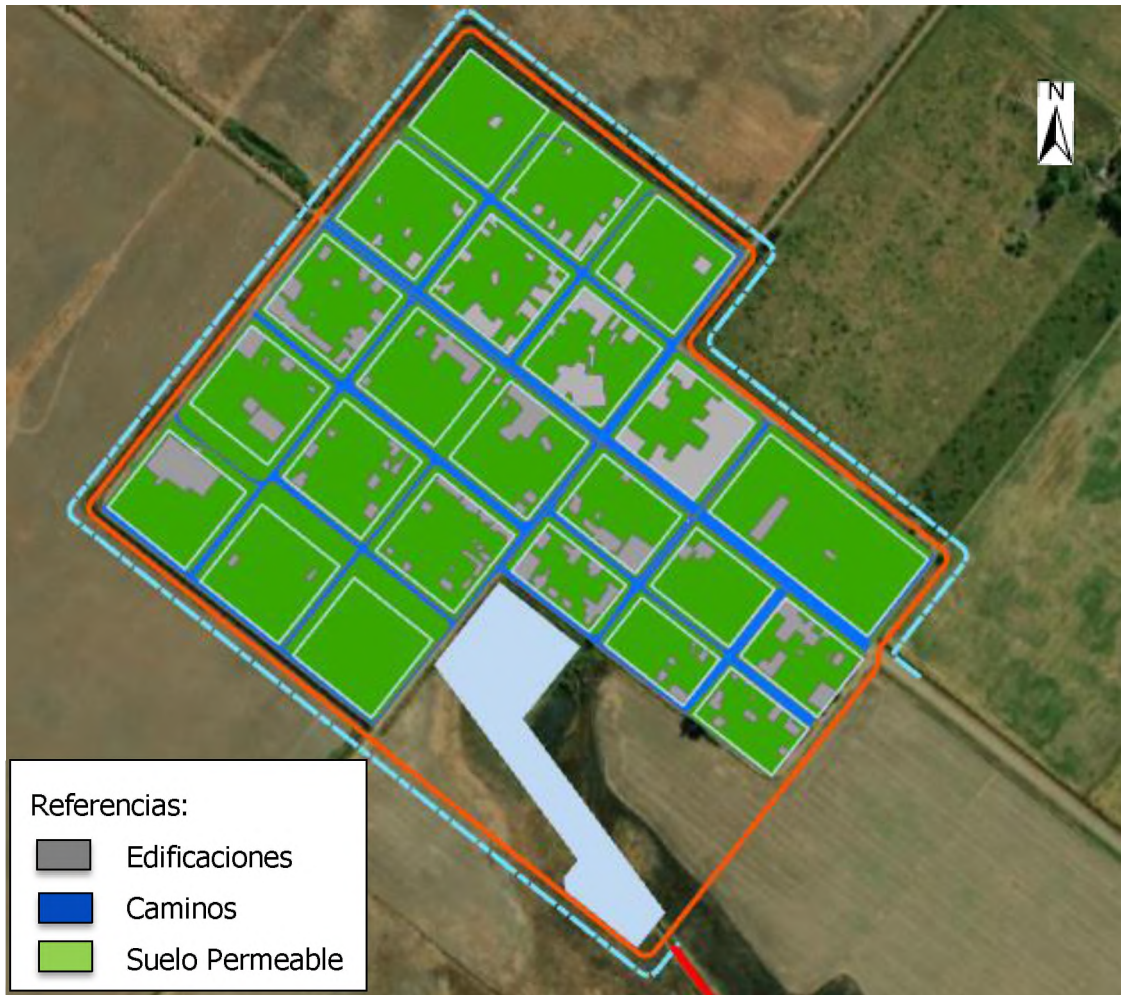 N
Referencias:
Edificaciones
Caminos
Suelo Permeable